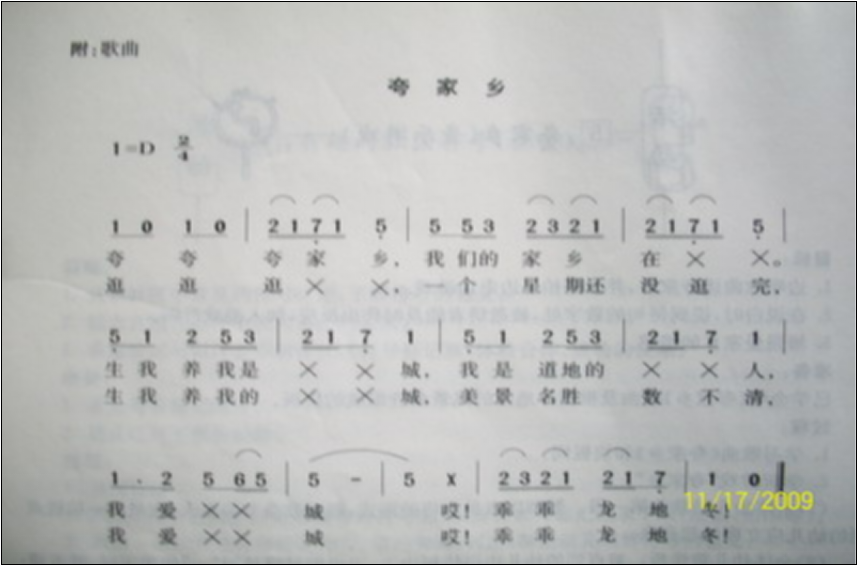 附：歌曲
夸 家 乡
1=D 2/4
1 0 1 0 | 2 1 7 1 5 | 5 5 3 2 3 2 1 | 2 1 7 1 5 |
夸 夸 夸 家 乡、 我 们的 家 乡 在 × ×。
逛 逛 逛 × × 一个 星 期还 没 逛 完，
5 1 2 5 3 | 2 1 7 1 | 5 1 2 5 3 | 2 1 7 |
生 我 养 我是 × × 城， 我 是 道 地的 × × 人，
生 我 养 我的 × × 城， 美 景 名 胜 数 不 清，
1 · 2 5 6 5 | 5 － | 5 X | 2 3 2 1 2 1 7 | 1 0 ‖
我 爱 × × 城 哎！ 乖 乖 龙 地 冬！
我 爱 × × 城 哎！ 乖 乖 龙 地 冬！
11/17/2009